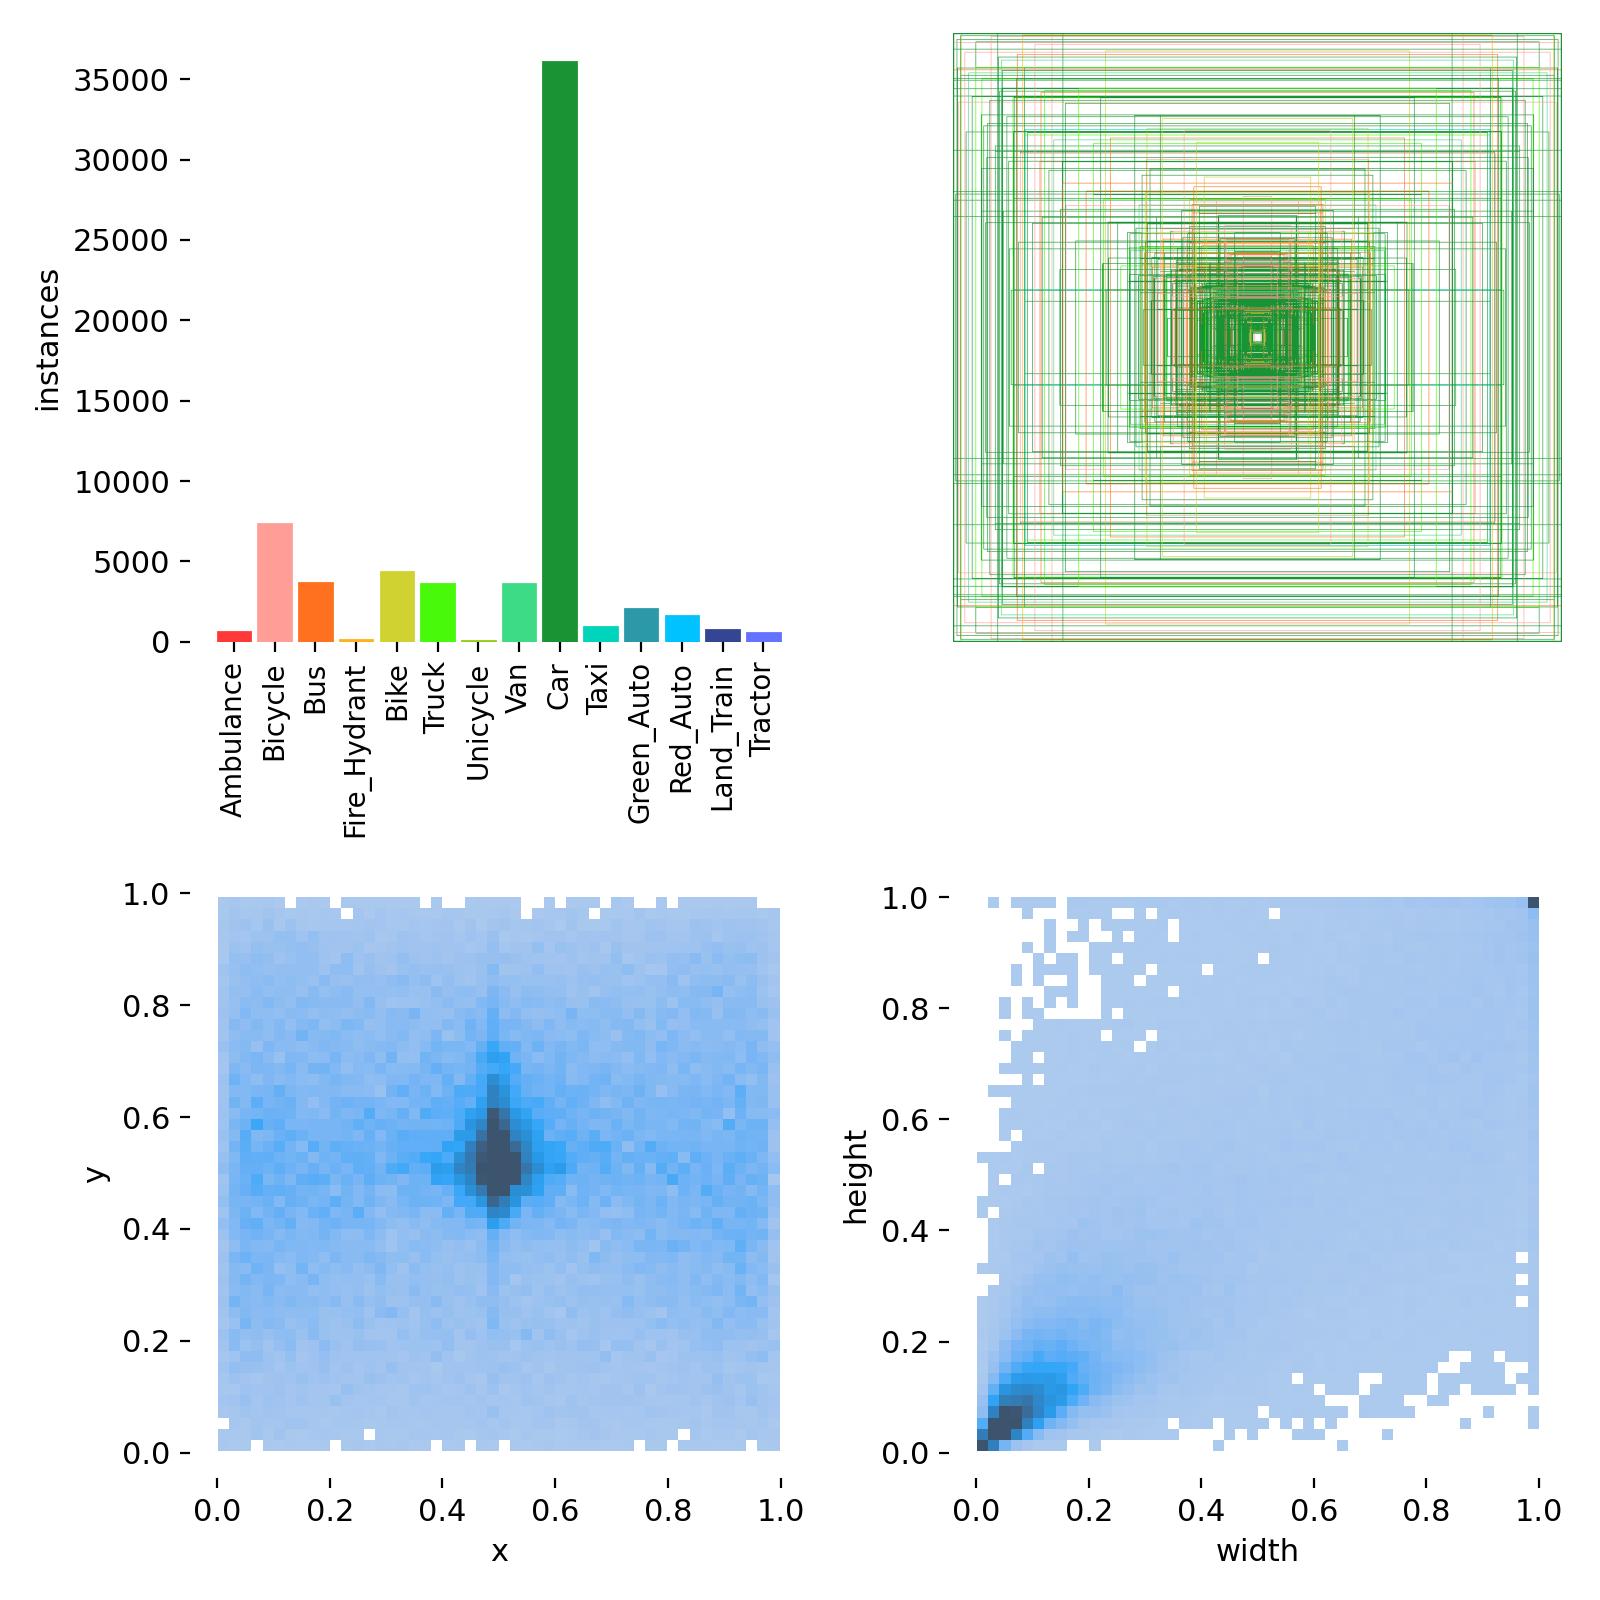 35000
30000
25000
20000
15000
10000
5000
0
instances
Ambulance
Bicycle
Bus
Fire_Hydrant
Bike
Truck
Unicycle
Van
Car
Taxi
Green_Auto
Red_Auto
Land_Train
Tractor
1.0
0.8
0.6
0.4
0.2
0.0
y
0.0 0.2 0.4 0.6 0.8 1.0
x
1.0
0.8
0.6
0.4
0.2
0.0
height
0.0 0.2 0.4 0.6 0.8 1.0
width